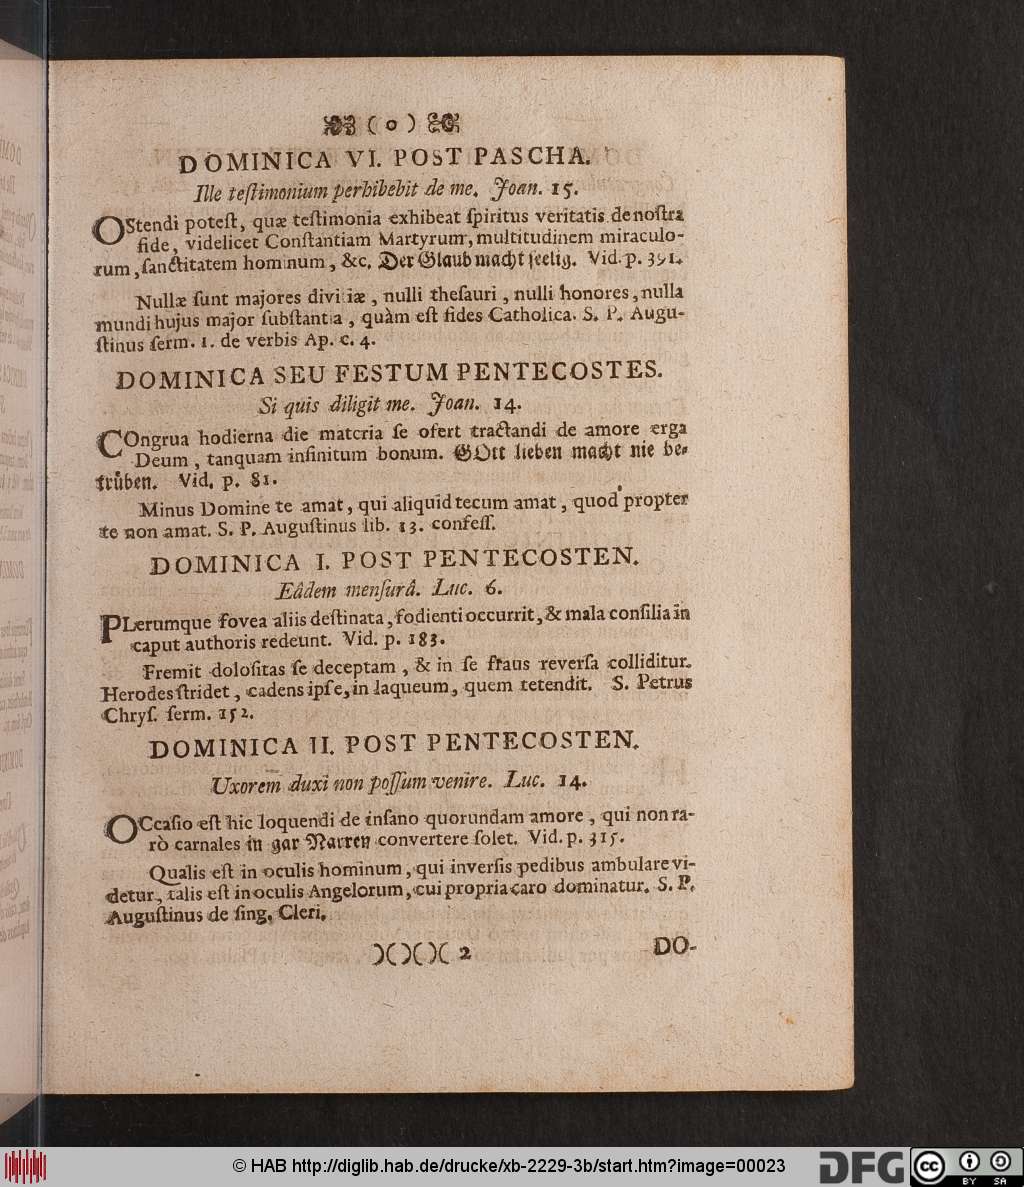 ( o )
DOMINICA VI. POST PASCHA.
Ille teſtimonium perhibebit de me. Joan. 15.
OStendi poteſt, quæ teſtimonia exhibeat ſpiritus veritatis de noſtra
fide, videlicet Conſtantiam Martyrum, multitudinem miraculo-
rum, ſanctitatem hominum, &c. Der Glaub macht ſeelig. Vid. p. 391.
Nullæ ſunt majores divitiæ, nulli theſauri, nulli honores, nulla
mundi hujus major ſubſtantia, quàm eſt fides Catholica. S. P. Augu-
ſtinus ſerm. 1. de verbis Ap. c. 4.
DOMINICA SEU FESTUM PENTECOSTES.
Si quis diligit me. Joan. 14.
COngrua hodierna die materia ſe ofert tractandi de amore erga
Deum, tanquam infinitum bonum. GOtt lieben macht nie be-
trůben. Vid. p. 81.
Minus Domine te amat, qui aliquid tecum amat, quod propter
te non amat. S. P. Auguſtinus lib. 13. confeſſ.
DOMINICA I. POST PENTECOSTEN.
Eâdem menſurâ. Luc. 6.
PLerumque fovea aliis deſtinata, fodienti occurrit, & mala conſilia in
caput authoris redeunt. Vid. p. 183.
Fremit doloſitas ſe deceptam, & in ſe fraus reverſa colliditur.
Herodes ſtridet, cadens ipſe, in laqueum, quem tetendit. S. Petrus
Chryſ. ſerm. 152.
DOMINICA II. POST PENTECOSTEN.
Uxorem duxi non poſſum venire. Luc. 14.
OCcaſio eſt hic loquendi de inſano quorundam amore, qui non ra-
rò carnales in gar Narren convertere ſolet. Vid. p. 315.
Qualis eſt in oculis hominum, qui inverſis pedibus ambulare vi-
detur, talis eſt in oculis Angelorum, cui propria caro dominatur. S. P.
Auguſtinus de ſing. Cleri.
)()()( 2
DO-
© HAB http://diglib.hab.de/drucke/xb-2229-3b/start.htm?image=00023
DFG
cc
BY SA